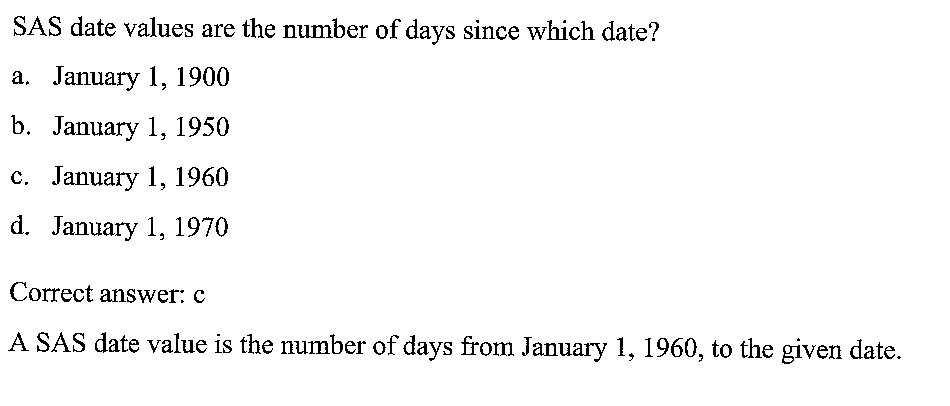 SAS date values are the number of days since which date?
a. January 1, 1900
b. January 1, 1950
c. January 1, 1960
d. January 1, 1970
Correct answer: c
A SAS date value is the number of days from January 1, 1960, to the given date.